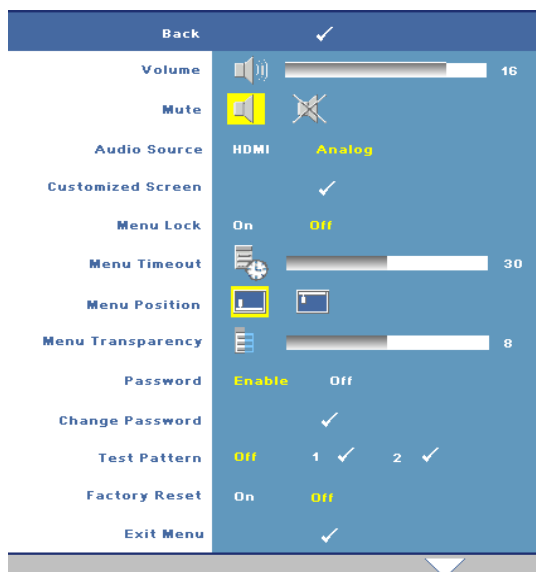 Back
Volume 16
Mute
Audio Source HDMI Analog
Customized Screen
Menu Lock On Off
Menu Timeout 30
Menu Position
Menu Transparency 8
Password Enable Off
Change Password
Test Pattern Off 1 2
Factory Reset On Off
Exit Menu